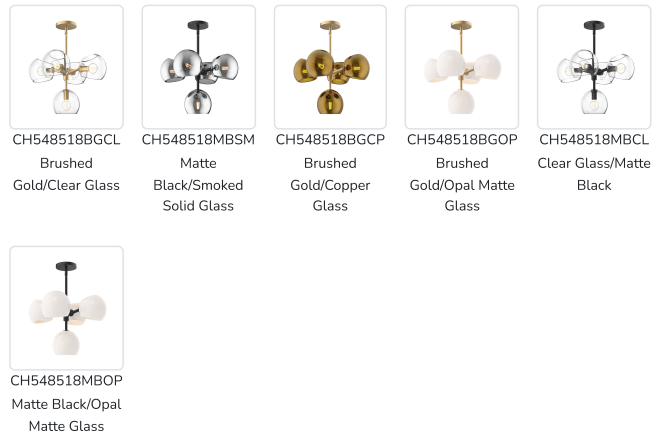 CH548518BGCL
Brushed
Gold/Clear Glass
CH548518MBSM
Matte
Black/Smoked
Solid Glass
CH548518BGCP
Brushed
Gold/Copper
Glass
CH548518BGOP
Brushed
Gold/Opal Matte
Glass
CH548518MBCL
Clear Glass/Matte
Black
CH548518MBOP
Matte Black/Opal
Matte Glass